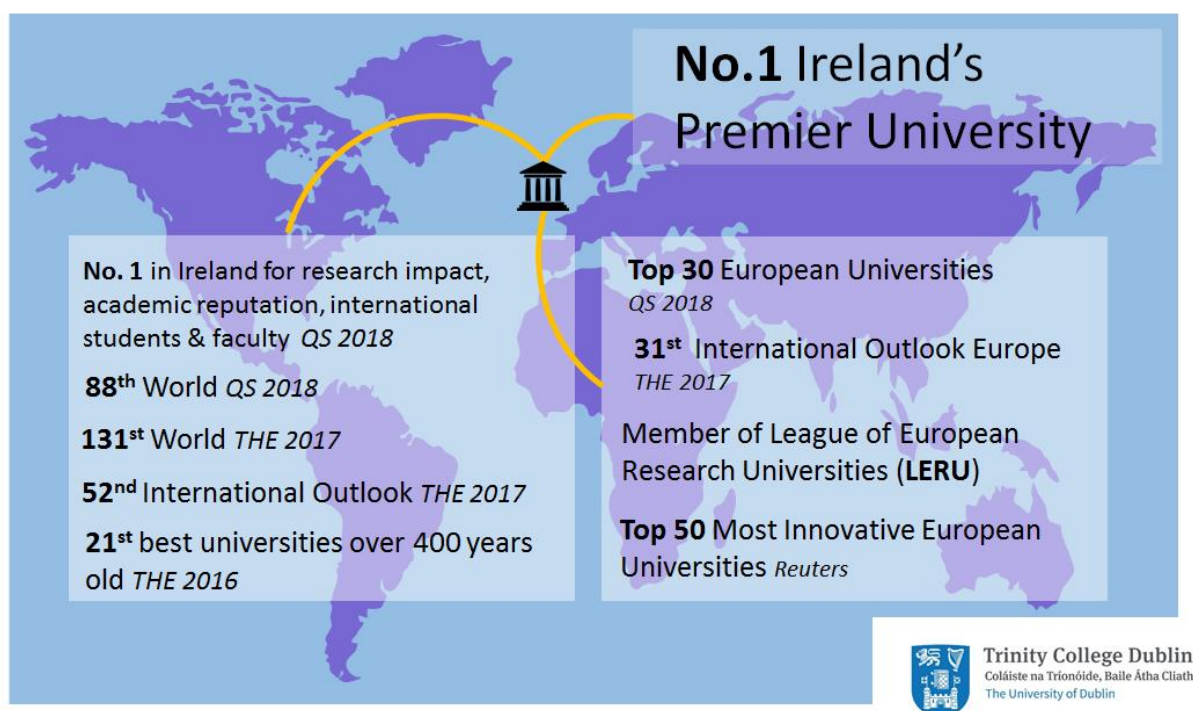 No.1 Ireland's
Premier University
No. 1 in Ireland for research impact,
academic reputation, international
students & faculty QS 2018
88th World QS 2018
131st World THE 2017
52nd International Outlook THE 2017
21st best universities over 400 years
old THE 2016
Top 30 European Universities
QS 2018
31st International Outlook Europe
THE 2017
Member of League of European
Research Universities (LERU)
Top 50 Most Innovative European
Universities Reuters
Trinity College Dublin
Coláiste na Tríonóide, Baile Átha Cliath
The University of Dublin